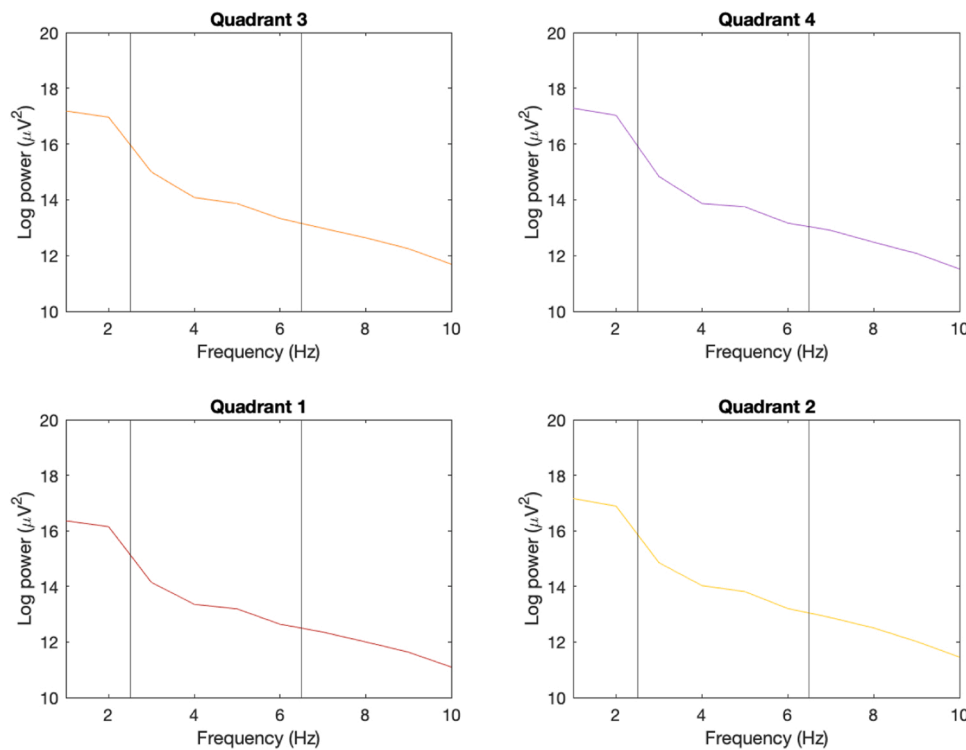 Quadrant 3
20
18
16
14
12
10
Log power (μV²)
2 4 6 8 10
Frequency (Hz)
Quadrant 4
20
18
16
14
12
10
Log power (μV²)
2 4 6 8 10
Frequency (Hz)
Quadrant 1
20
18
16
14
12
10
Log power (μV²)
2 4 6 8 10
Frequency (Hz)
Quadrant 2
20
18
16
14
12
10
Log power (μV²)
2 4 6 8 10
Frequency (Hz)